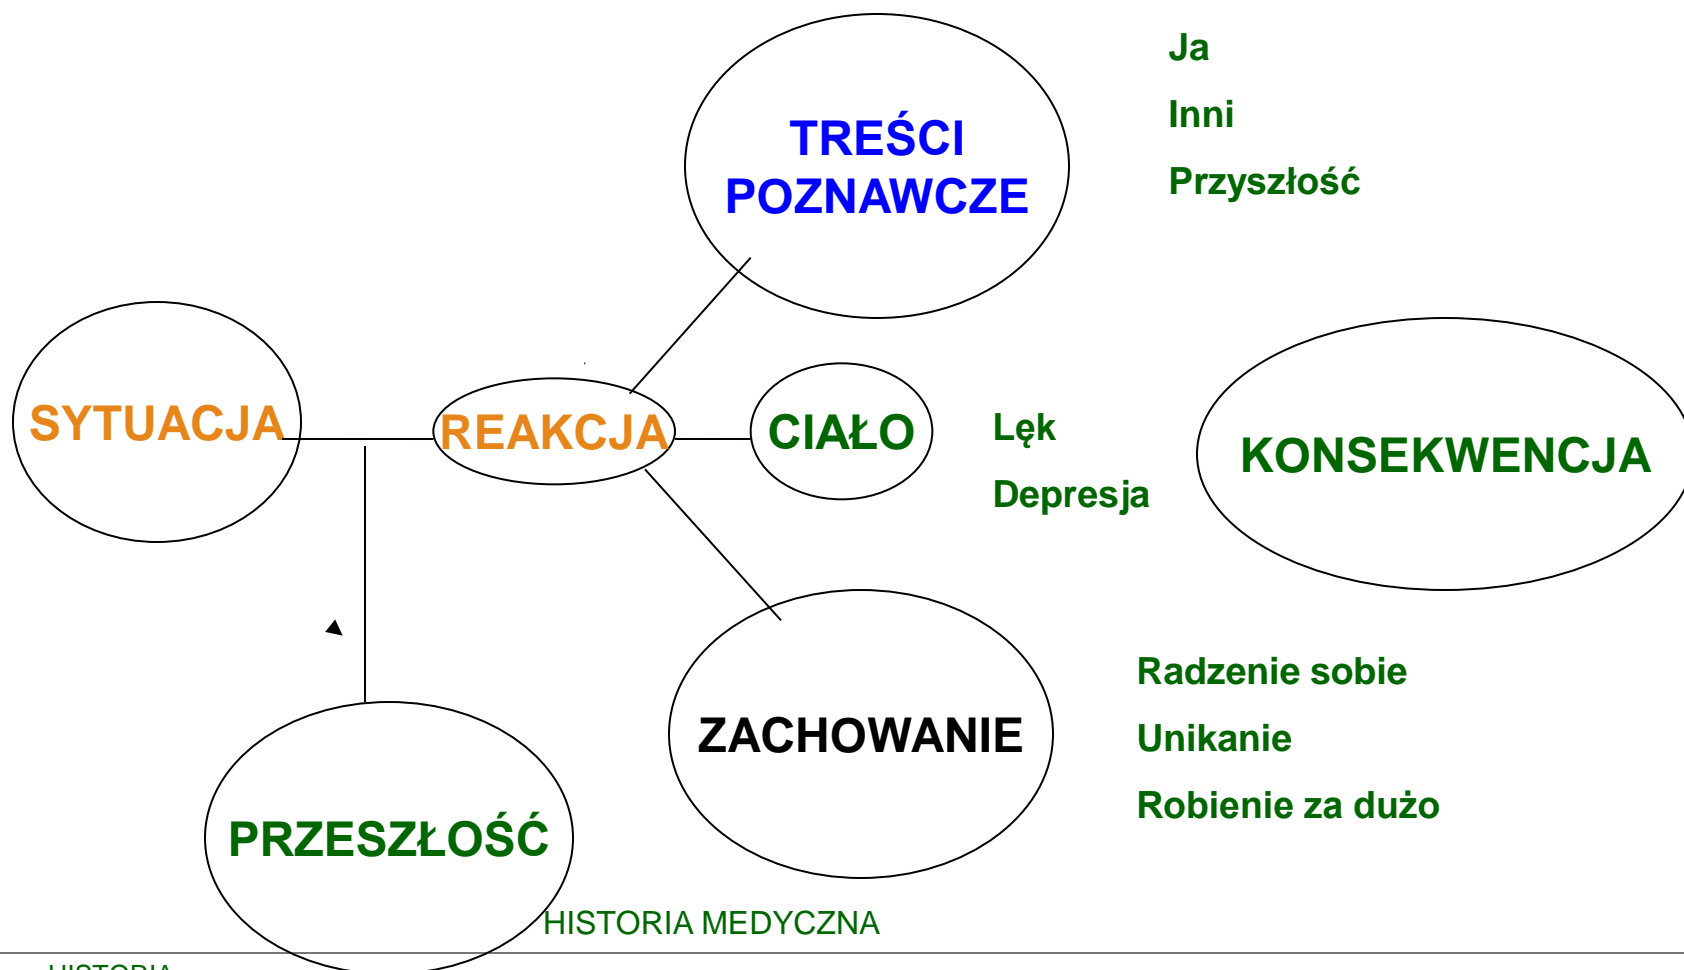 TREŚCI
POZNAWCZE
Ja
Inni
Przyszłość
SYTUACJA
REAKCJA
CIAŁO
Lęk
Depresja
KONSEKWENCJA
ZACHOWANIE
Radzenie sobie
Unikanie
Robienie za dużo
PRZESZŁOŚĆ
HISTORIA MEDYCZNA
HISTORIA